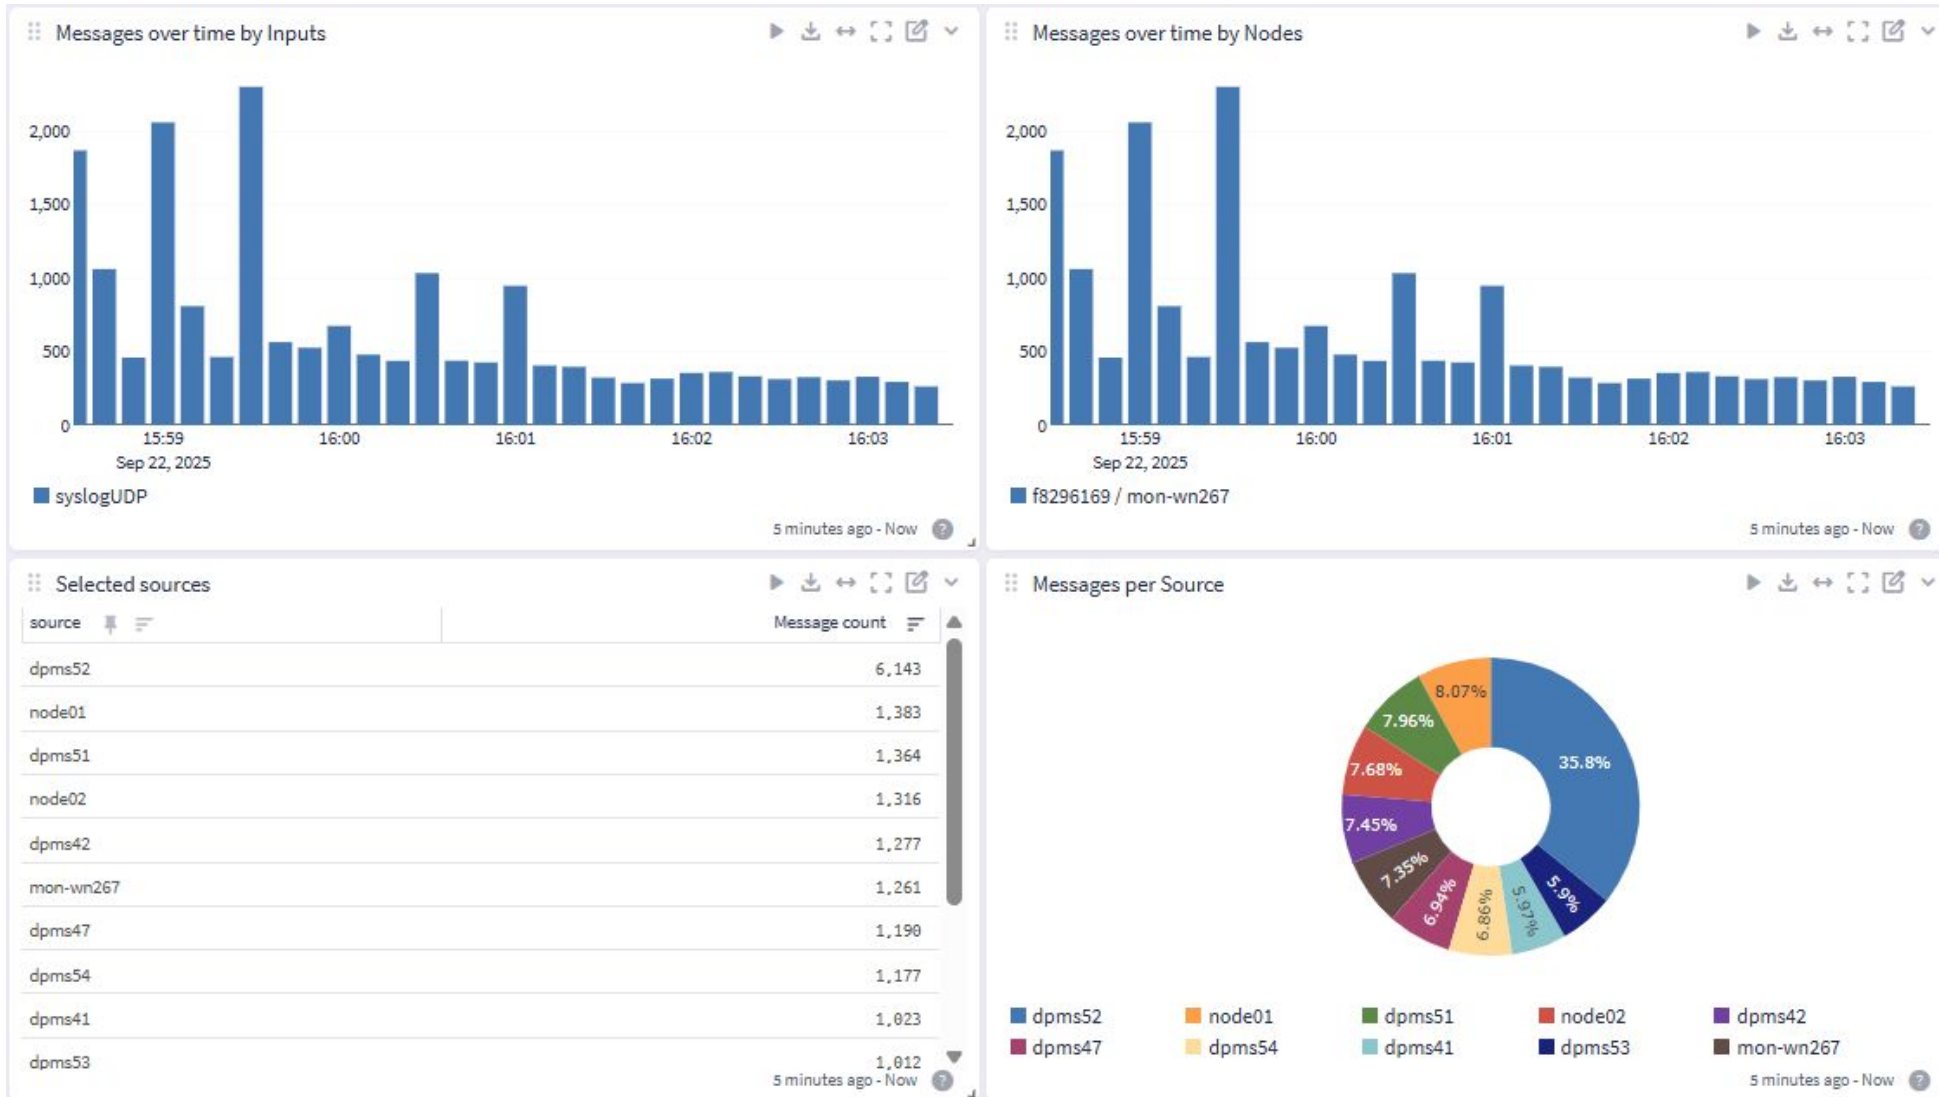 Messages over time by Inputs
2,000
1,500
1,000
500
0
15:59 16:00 16:01 16:02 16:03
Sep 22, 2025
syslogUDP
5 minutes ago - Now ?
Messages over time by Nodes
2,000
1,500
1,000
500
0
15:59 16:00 16:01 16:02 16:03
Sep 22, 2025
f8296169 / mon-wn267
5 minutes ago - Now ?
Selected sources
source Message count
dpms52 6,143
node01 1,383
dpms51 1,364
node02 1,316
dpms42 1,277
mon-wn267 1,261
dpms47 1,190
dpms54 1,177
dpms41 1,023
dpms53 1,012
5 minutes ago - Now ?
Messages per Source
8.07%
7.96%
35.8%
7.68%
7.45%
7.35%
6.94%
6.86%
5.97%
5.9%
dpms52 node01 dpms51 node02 dpms42
dpms47 dpms54 dpms41 dpms53 mon-wn267
5 minutes ago - Now ?